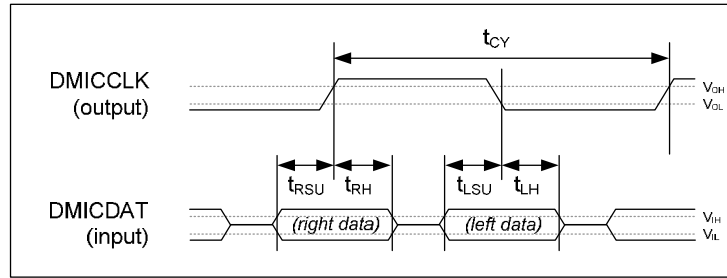 tCY
DMICCLK
(output)
VOH
VOL
tRSU
tRH
tLSU
tLH
DMICDAT
(input)
(right data)
(left data)
VIH
VIL